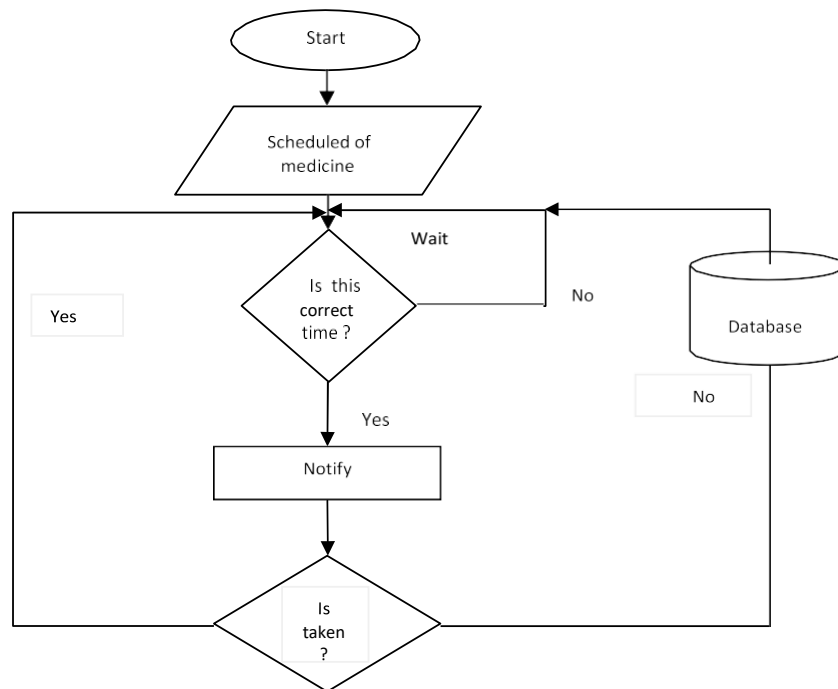 Start
Scheduled of
medicine
Wait
Is this
correct
time ?
No
Yes
Database
No
Yes
Notify
Is
taken
?